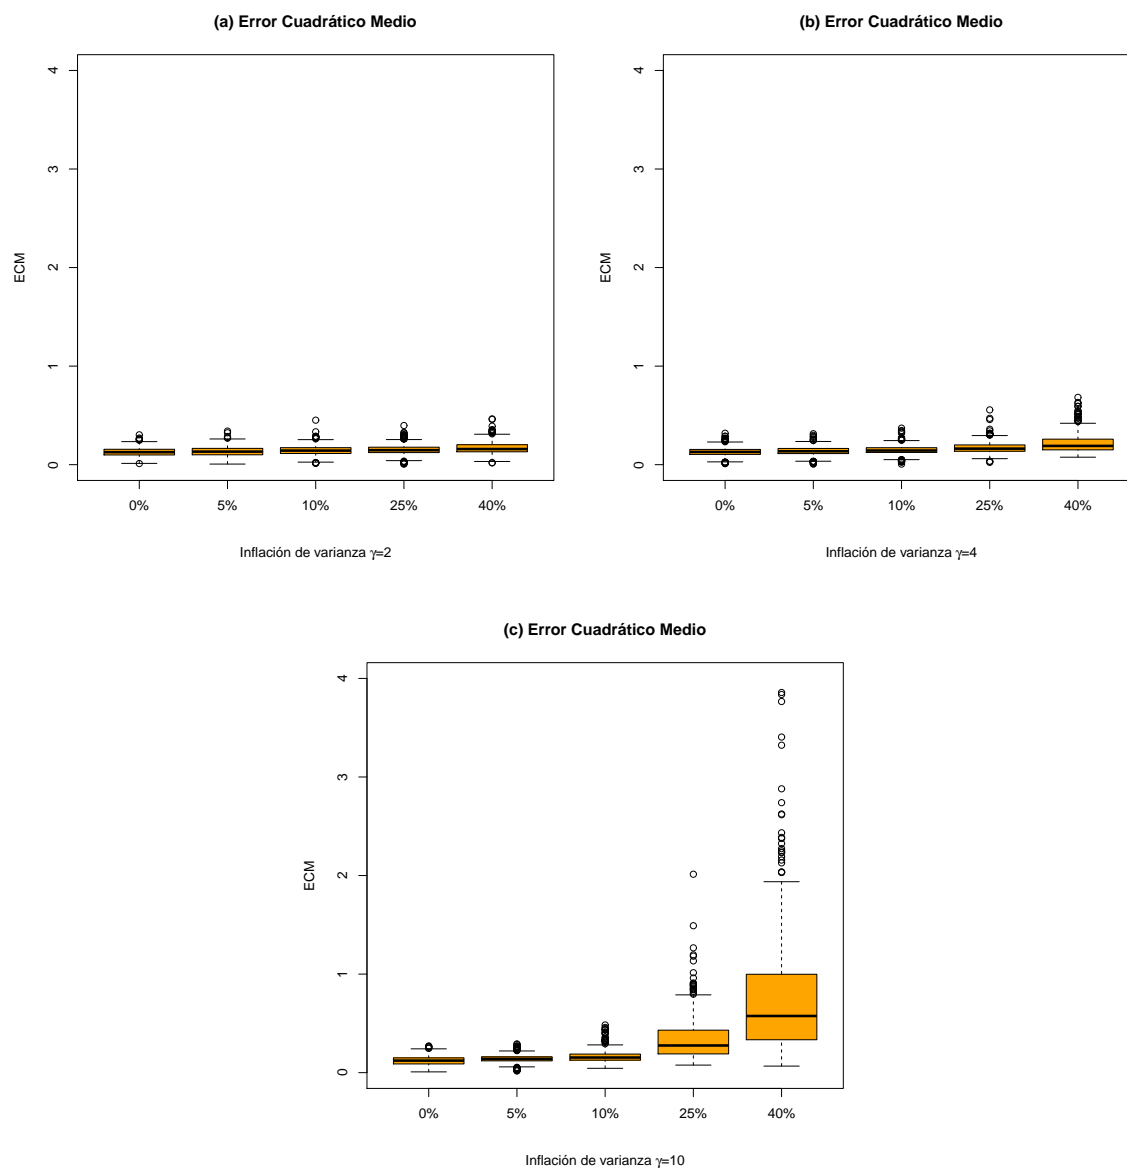 (a) Error Cuadrático Medio
4
3
2
1
0
ECM
0% 5% 10% 25% 40%
Inflación de varianza γ=2
(b) Error Cuadrático Medio
4
3
2
1
0
ECM
0% 5% 10% 25% 40%
Inflación de varianza γ=4
(c) Error Cuadrático Medio
4
3
2
1
0
ECM
0% 5% 10% 25% 40%
Inflación de varianza γ=10